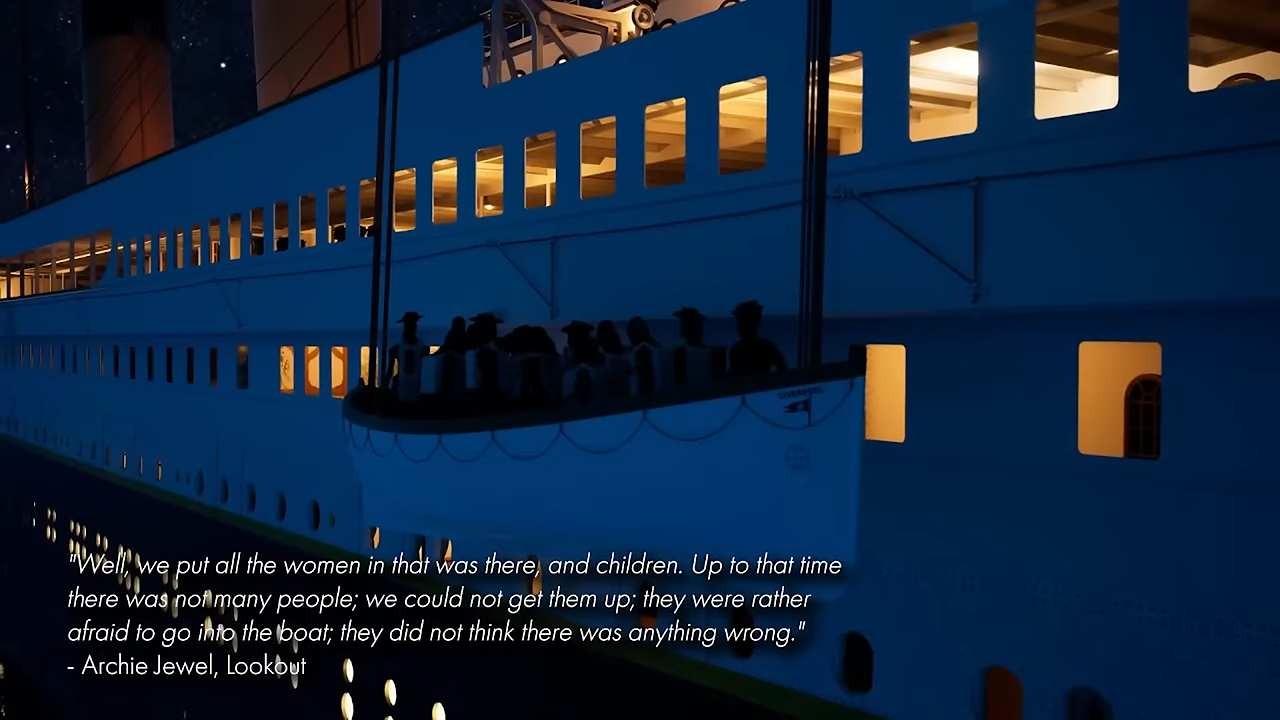 "Well, we put all the women in that was there, and children. Up to that time
there was not many people; we could not get them up; they were rather
afraid to go into the boat; they did not think there was anything wrong."
- Archie Jewel, Lookout
LIVERPOOL